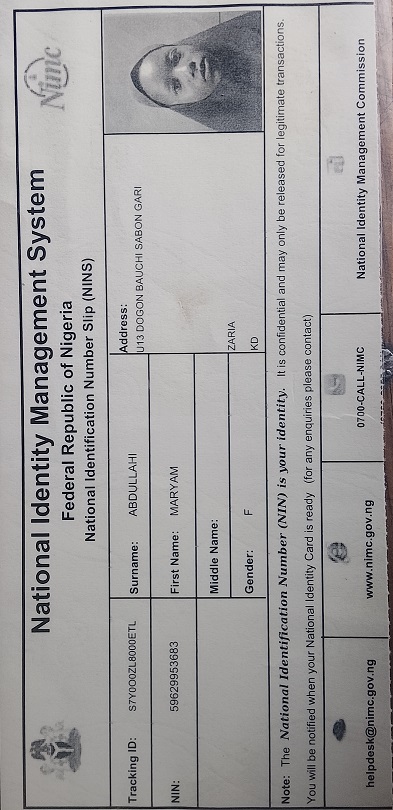 National Identity Management System
Federal Republic of Nigeria
National Identification Number Slip (NINS)
Nimc
Tracking ID: S7Y0O0ZL8000ETL
Surname: ABDULLAHI
Address:
U13 DOGON BAUCHI SABON GARI
NIN: 59629953683
First Name: MARYAM
Middle Name:
ZARIA
Gender: F
KD
Note: The National Identification Number (NIN) is your identity. It is confidential and may only be released for legitimate transactions.
You will be notified when your National Identity Card is ready (for any enquiries please contact)
helpdesk@nimc.gov.ng
www.nimc.gov.ng
0700-CALL-NIMC
National Identity Management Commission